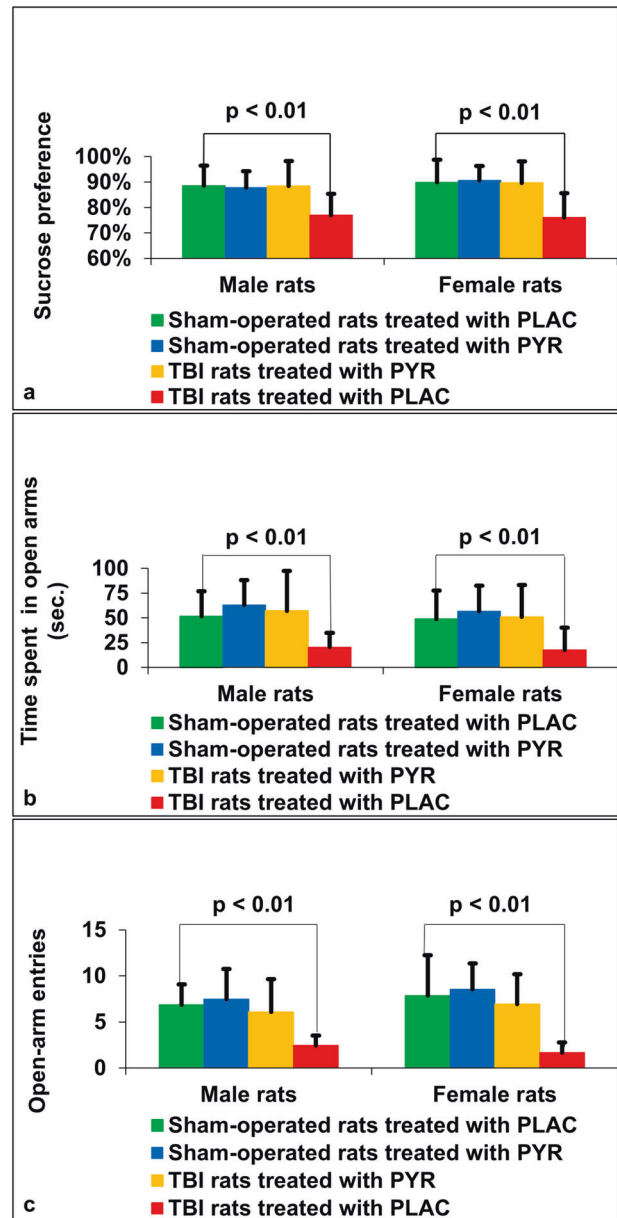 p < 0.01
p < 0.01
Sucrose preference
100%
90%
80%
70%
60%
Male rats
Female rats
Sham-operated rats treated with PLAC
Sham-operated rats treated with PYR
TBI rats treated with PYR
TBI rats treated with PLAC
a
p < 0.01
p < 0.01
Time spent in open arms
(sec.)
100
75
50
25
0
Male rats
Female rats
Sham-operated rats treated with PLAC
Sham-operated rats treated with PYR
TBI rats treated with PYR
TBI rats treated with PLAC
b
p < 0.01
p < 0.01
Open-arm entries
15
10
5
0
Male rats
Female rats
Sham-operated rats treated with PLAC
Sham-operated rats treated with PYR
TBI rats treated with PYR
TBI rats treated with PLAC
c